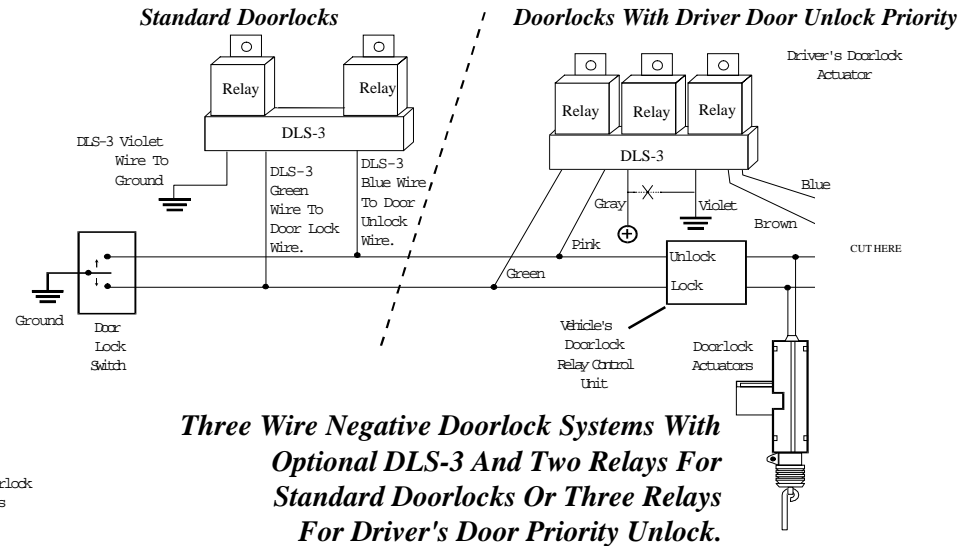 Standard Doorlocks
Doorlocks With Driver Door Unlock Priority
Relay
Relay
DLS-3
DLS-3 Violet
Wire To
Ground
DLS-3
Green
Wire To
Door Lock
Wire.
DLS-3
Blue Wire
To Door
Unlock
Wire.
Ground
Door
Lock
Switch
Driver's Doorlock
Actuator
Relay
Relay
Relay
DLS-3
Gray
X
Violet
Blue
Brown
Pink
Green
CUT HERE
Unlock
Lock
Vehicle's
Doorlock
Relay Control
Unit
Doorlock
Actuators
Three Wire Negative Doorlock Systems With
Optional DLS-3 And Two Relays For
Standard Doorlocks Or Three Relays
For Driver's Door Priority Unlock.
rlock
s